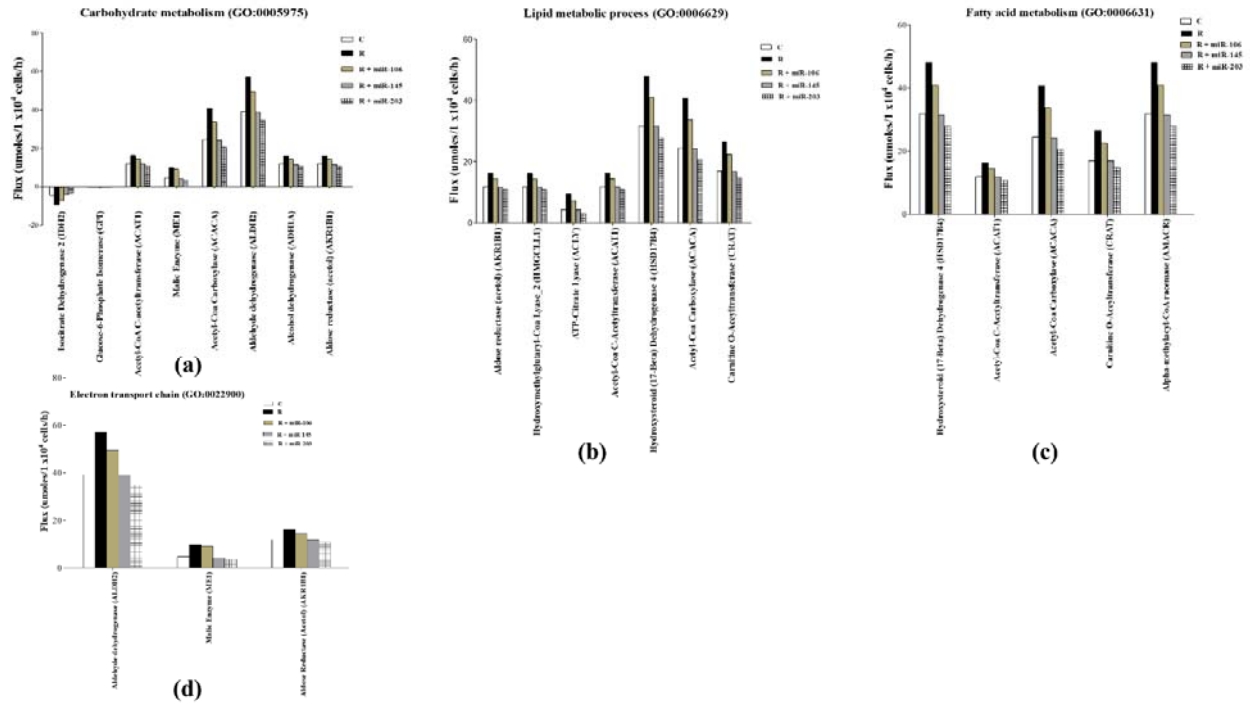 Carbohydrate metabolism (GO:0005975)
Flux (umoles/1 x10⁴ cells/h)
80
60
40
20
0
-20
C
R
R + miR-106
R + miR-145
R + miR-203
Isocitrate Dehydrogenase 2 (IDH2)
Glucose-6-Phosphate Isomerase (GPI)
Acetyl-CoA C-acetyltransferase (ACAT1)
Malic Enzyme (ME1)
Acetyl-Coa Carboxylase (ACACA)
Aldehyde dehydrogenase (ALDH2)
Alcohol dehydrogenase (ADH1A)
Aldose reductase (acetol) (AKR1B1)
(a)
Lipid metabolic process (GO:0006629)
Flux (umoles/1 x10⁴ cells/h)
60
40
20
0
C
R
R + miR-106
R + miR-145
R + miR-203
Aldose reductase (acetol) (AKR1B1)
Hydroxymethylglutaryl-Coa Lyase_2 (HMGCLL1)
ATP-Citrate lyase (ACLY)
Acetyl-Coa C-Acetyltransferase (ACAT1)
Hydroxysteroid (17-Beta) Dehydrogenase 4 (HSD17B4)
Acetyl-Coa Carboxylase (ACACA)
Carnitine O-Accyltransferase (CRAT)
(b)
Fatty acid metabolism (GO:0006631)
Flux (umoles/1 x10⁴ cells/h)
60
40
20
0
C
R
R + miR-106
R + miR-145
R + miR-203
Hydroxysteroid (17-Beta) Dehydrogenase 4 (HSD17B4)
Acetyl-Coa C-Acetyltransferase (ACAT1)
Acetyl-Coa Carboxylase (ACACA)
Carnitine O-Accyltransferase (CRAT)
Alpha-methylacyl-CoA racemase (AMACR)
(c)
Electron transport chain (GO:0022900)
Flux (umoles/1 x10⁴ cells/h)
80
60
40
20
0
C
R
R + miR-106
R + miR-145
R + miR-203
Aldehyde dehydrogenase (ALDH2)
Malic Enzyme (ME1)
Aldose Reductase (Acetol) (AKR1B1)
(d)